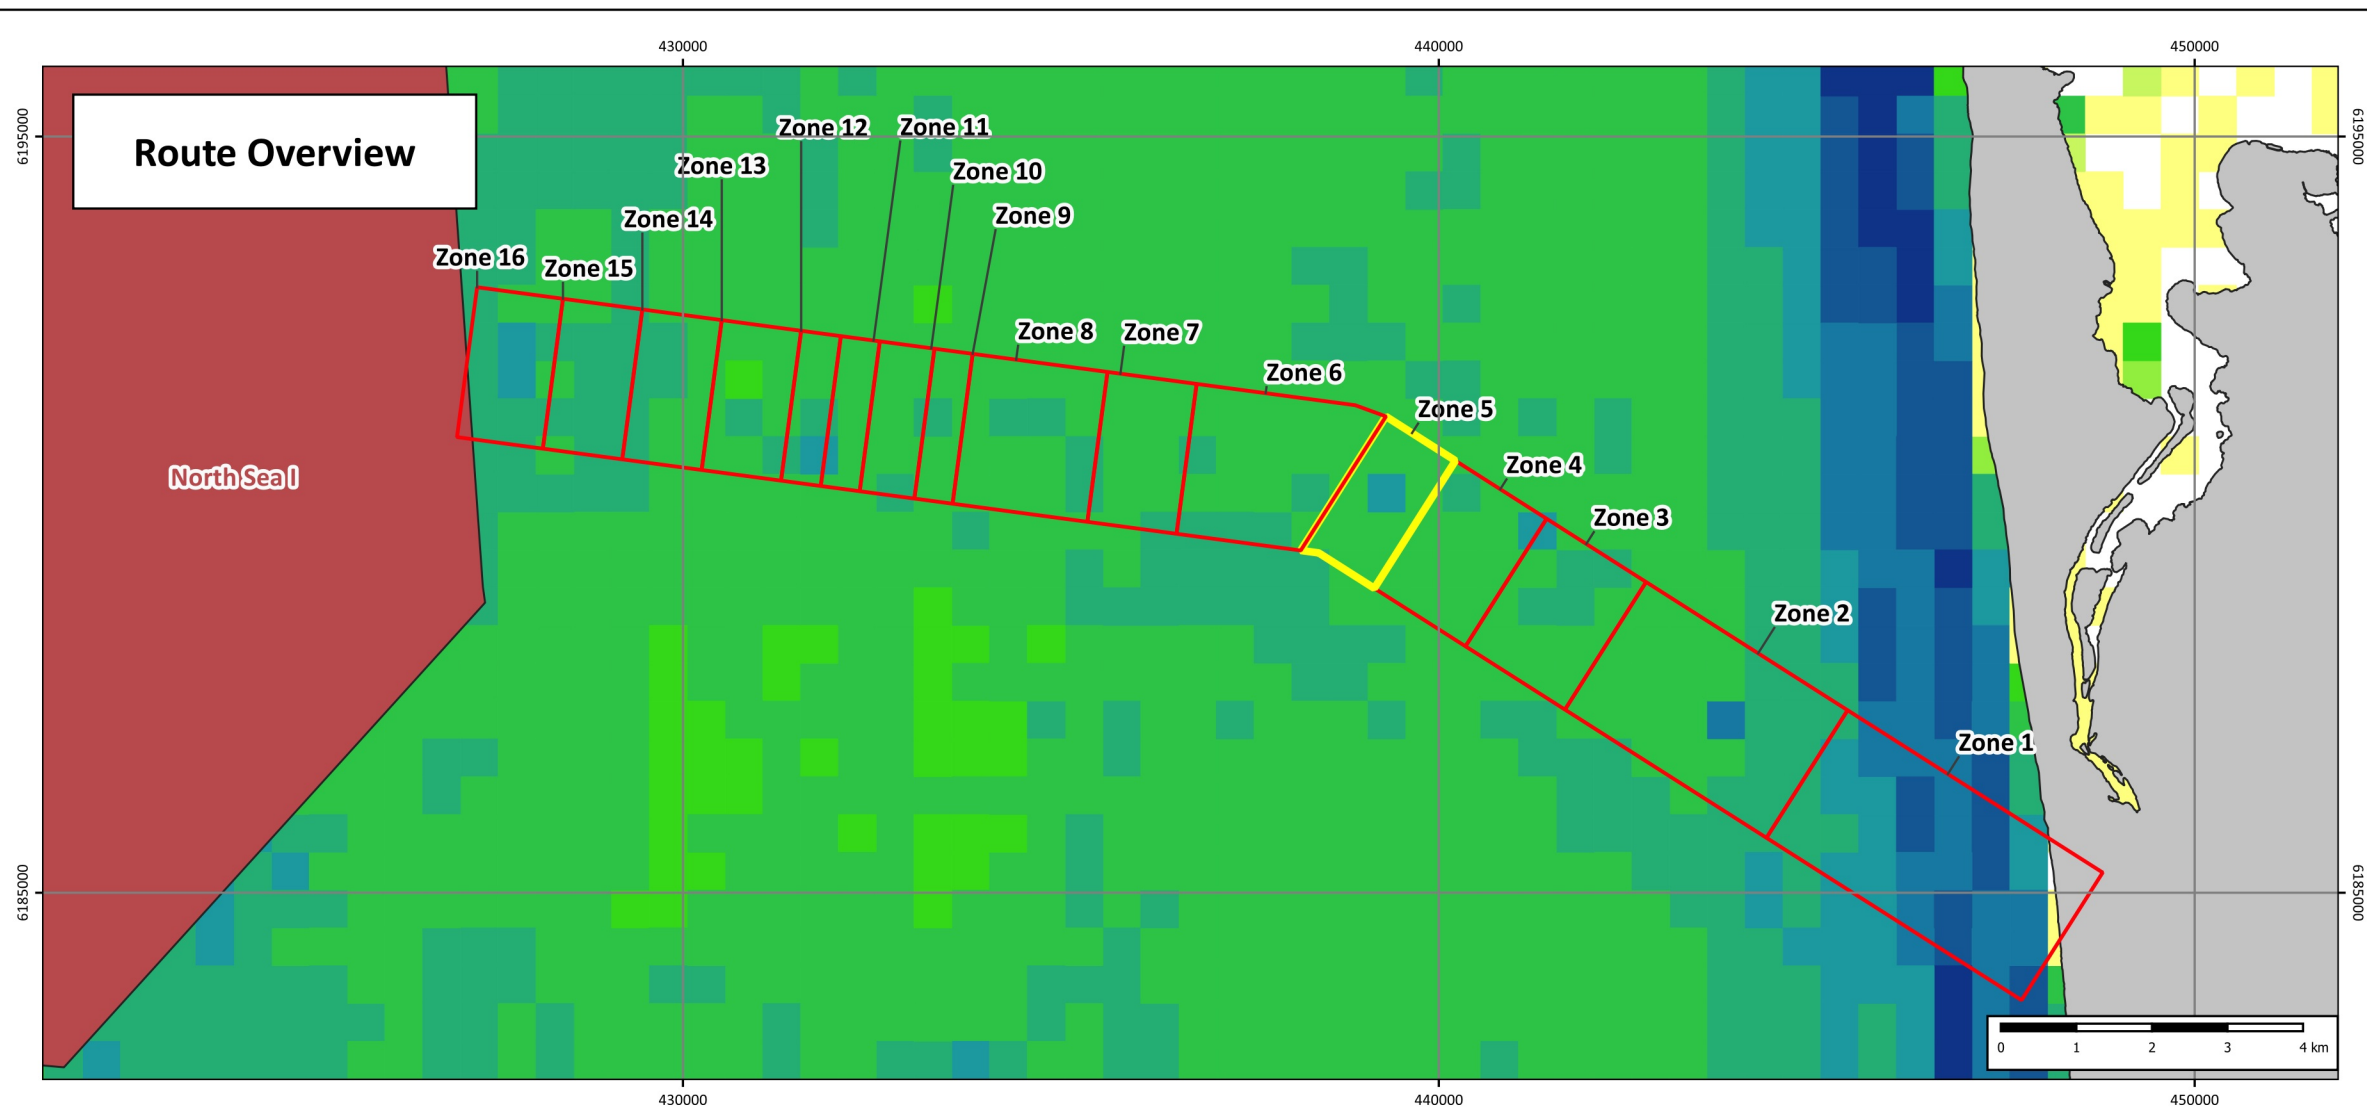 430000 440000 450000
6195000 6195000
Route Overview
Zone 12 Zone 11
Zone 13 Zone 10
Zone 14 Zone 9
Zone 16 Zone 15
Zone 8 Zone 7
Zone 6
Zone 5
Zone 4
North Sea I
Zone 3
Zone 2
Zone 1
6185000 6185000
0 1 2 3 4 km
430000 440000 450000